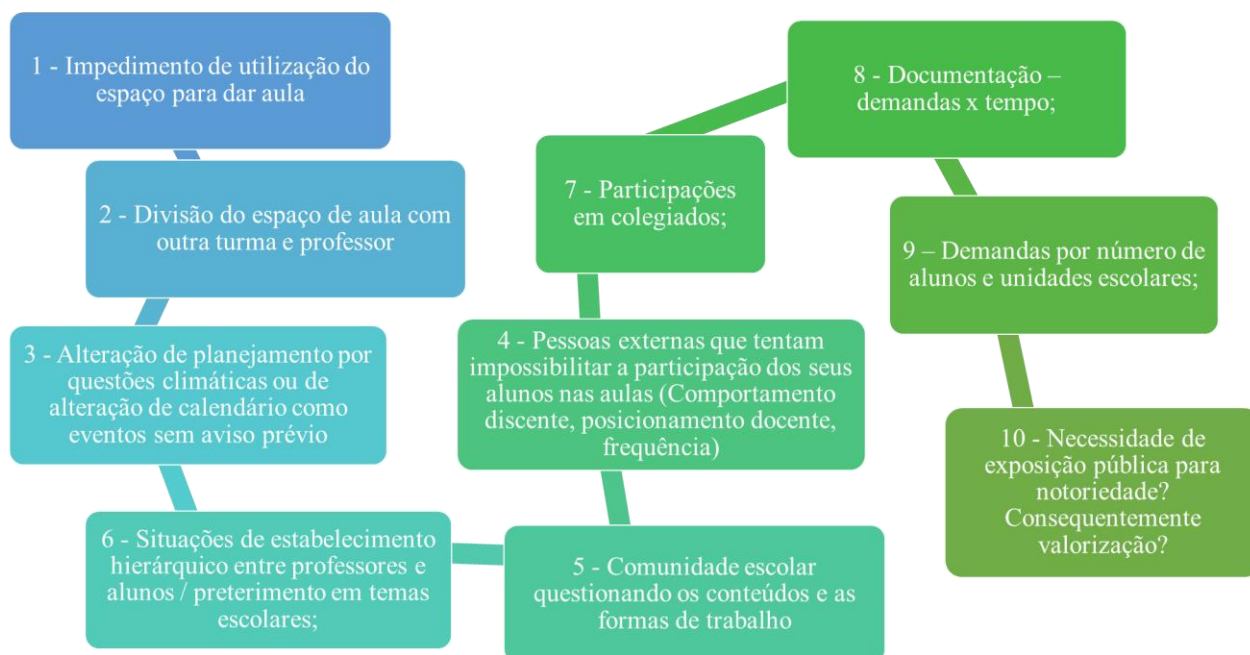 1 - Impedimento de utilização do
espaço para dar aula
2 - Divisão do espaço de aula com
outra turma e professor
3 - Alteração de planejamento por
questões climáticas ou de
alteração de calendário como
eventos sem aviso prévio
6 - Situações de estabelecimento
hierárquico entre professores e
alunos / preterimento em temas
escolares;
5 - Comunidade escolar
questionando os conteúdos e as
formas de trabalho
4 - Pessoas externas que tentam
impossibilitar a participação dos seus
alunos nas aulas (Comportamento
discente, posicionamento docente,
frequência)
7 - Participações
em colegiados;
8 - Documentação –
demandas x tempo;
9 – Demandas por número de
alunos e unidades escolares;
10 - Necessidade de
exposição pública para
notoriedade?
Consequentemente
valorização?